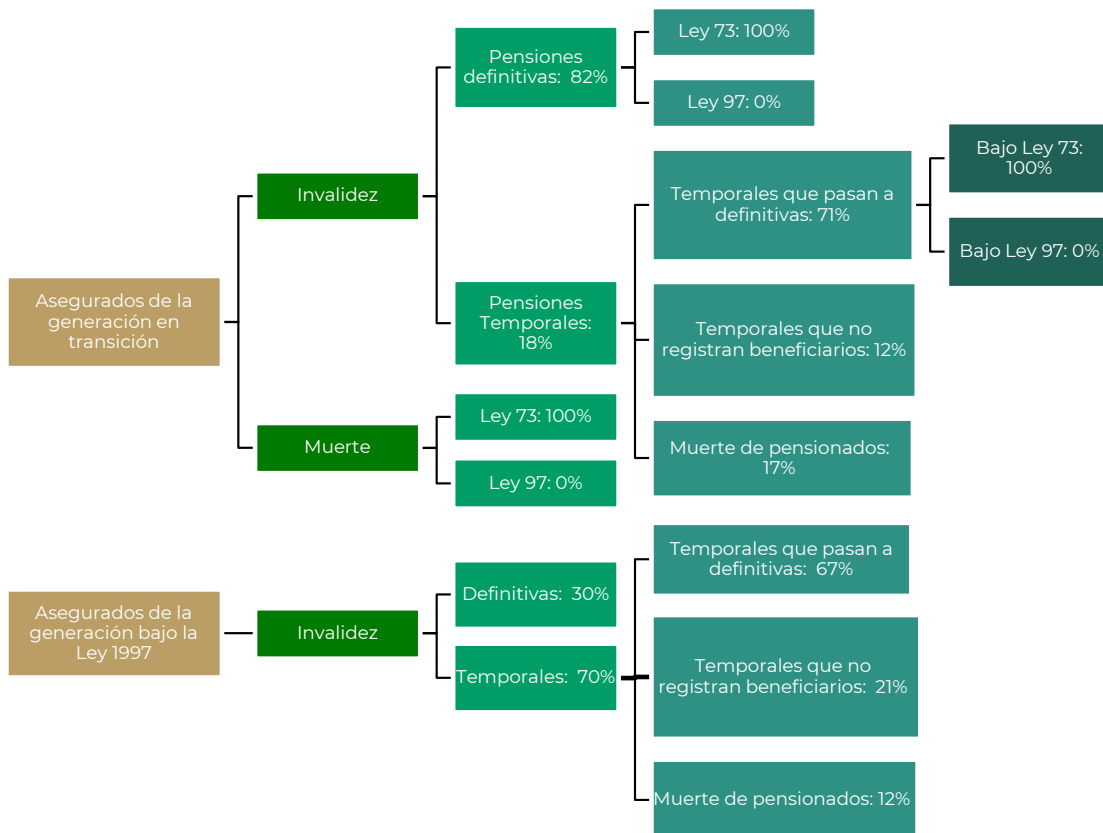 Asegurados de la
generación en
transición
Invalidez
Pensiones
definitivas: 82%
Ley 73: 100%
Ley 97: 0%
Pensiones
Temporales:
18%
Temporales que pasan a
definitivas: 71%
Bajo Ley 73:
100%
Bajo Ley 97: 0%
Temporales que no
registran beneficiarios: 12%
Muerte de pensionados:
17%
Muerte
Ley 73: 100%
Ley 97: 0%
Asegurados de la
generación bajo la
Ley 1997
Invalidez
Definitivas: 30%
Temporales: 70%
Temporales que pasan a
definitivas: 67%
Temporales que no
registran beneficiarios: 21%
Muerte de pensionados: 12%